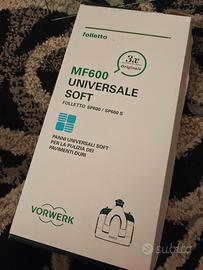 folletto
3x
Originale
MF600
UNIVERSALE
SOFT
FOLLETTO SP600 / SP600 S
PANNI UNIVERSALI SOFT
PER LA PULIZIA DEI
PAVIMENTI DURI
VORWERK
subito